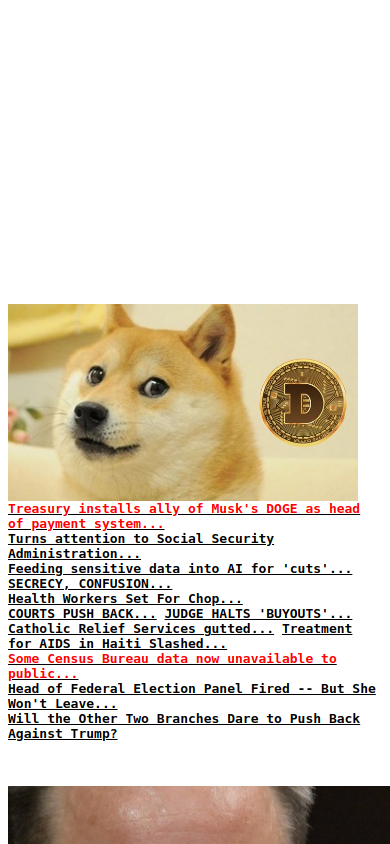 Treasury installs ally of Musk's DOGE as head
of payment system...
Turns attention to Social Security
Administration...
Feeding sensitive data into AI for 'cuts'...
SECRECY, CONFUSION...
Health Workers Set For Chop...
COURTS PUSH BACK... JUDGE HALTS 'BUYOUTS'...
Catholic Relief Services gutted... Treatment
for AIDS in Haiti Slashed...
Some Census Bureau data now unavailable to
public...
Head of Federal Election Panel Fired -- But She
Won't Leave...
Will the Other Two Branches Dare to Push Back
Against Trump?